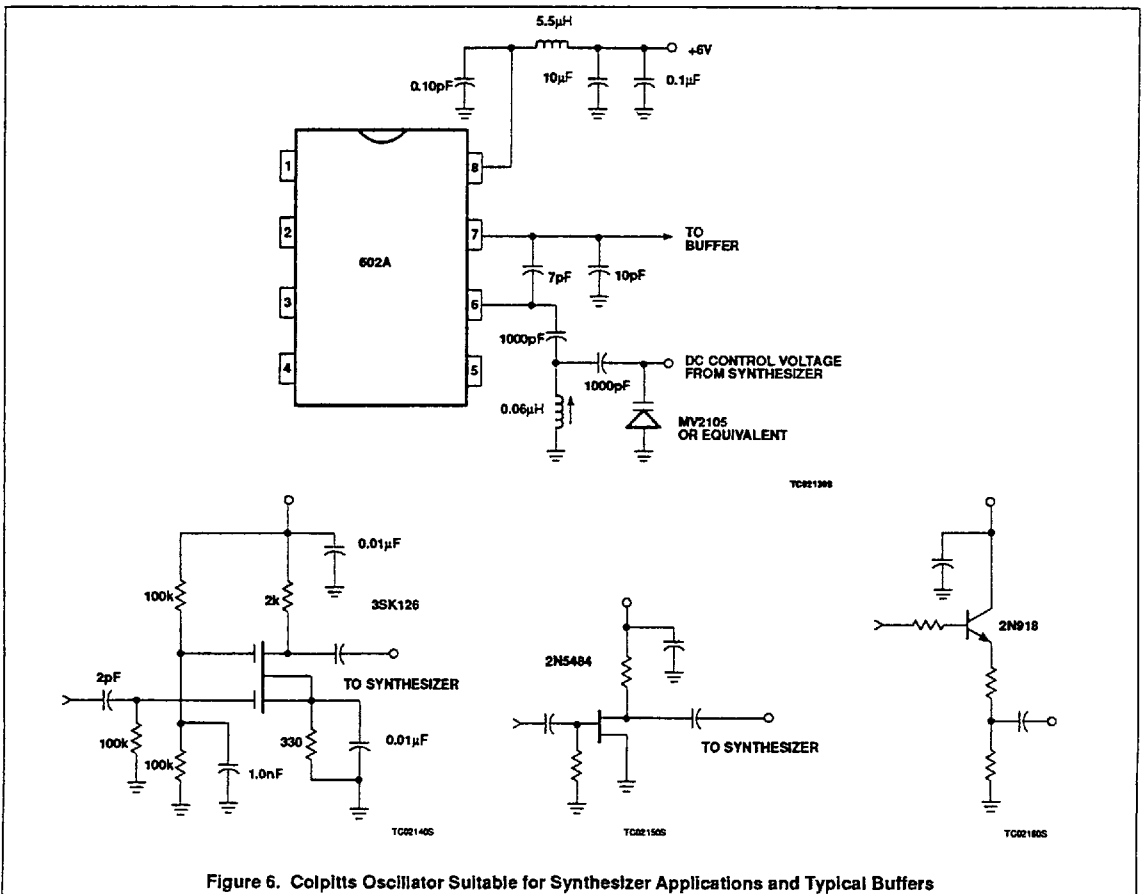 5.5µH
+6V
0.10pF
10µF
0.1µF
1
8
2
7
TO
BUFFER
602A
7pF
10pF
3
6
1000pF
4
5
DC CONTROL VOLTAGE
FROM SYNTHESIZER
1000pF
0.06µH
MV2105
OR EQUIVALENT
TC02130S
0.01µF
100k
2k
3SK126
2pF
TO SYNTHESIZER
100k
100k
330
0.01µF
1.0nF
TC02140S
2N5484
TO SYNTHESIZER
TC02150S
2N918
TC02160S
Figure 6. Colpitts Oscillator Suitable for Synthesizer Applications and Typical Buffers